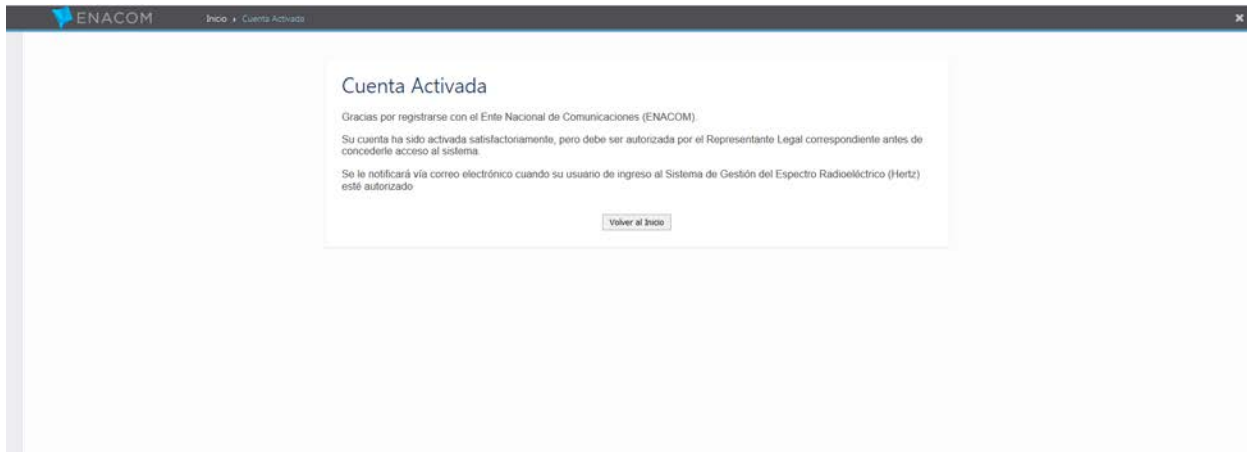 ENACOM Inicio › Cuenta Activada ×
Cuenta Activada
Gracias por registrarse con el Ente Nacional de Comunicaciones (ENACOM).
Su cuenta ha sido activada satisfactoriamente, pero debe ser autorizada por el Representante Legal correspondiente antes de
concederle acceso al sistema.
Se le notificará vía correo electrónico cuando su usuario de ingreso al Sistema de Gestión del Espectro Radioeléctrico (Hertz)
esté autorizado
Volver al Inicio